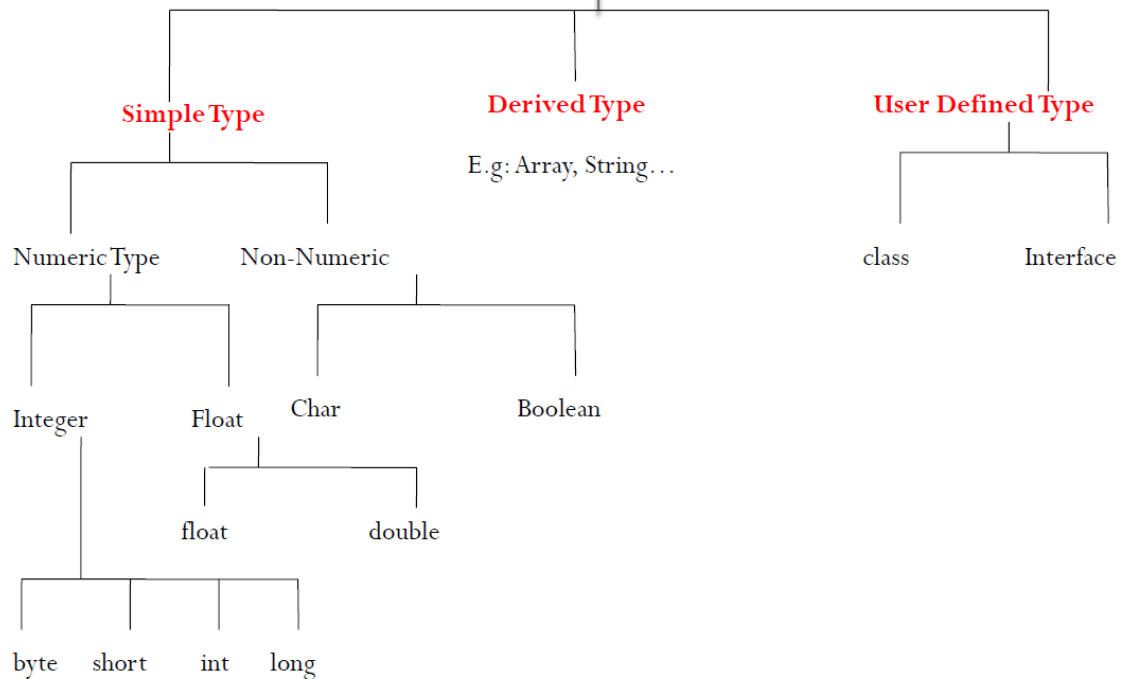 Simple Type
Derived Type
User Defined Type
E.g: Array, String…
Numeric Type
Non-Numeric
class
Interface
Integer
Float
Char
Boolean
float
double
byte
short
int
long